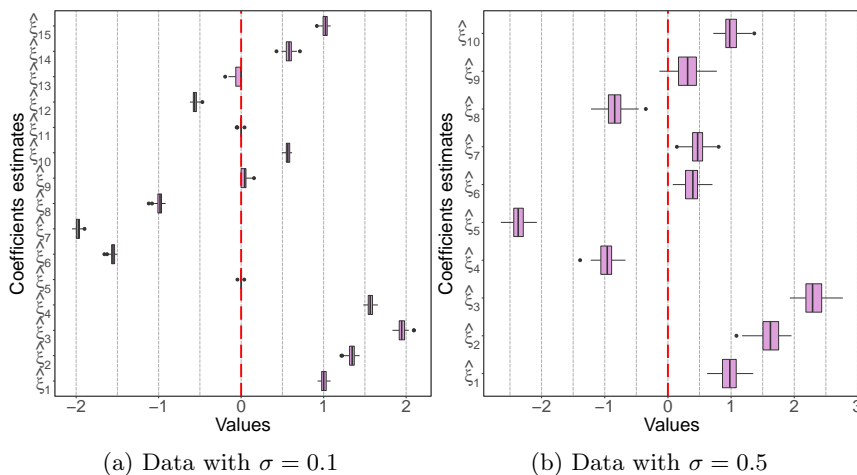 Coefficients estimates
ξ̂₁₅
ξ̂₁₄
ξ̂₁₃
ξ̂₁₂
ξ̂₁₁
ξ̂₁₀
ξ̂₉
ξ̂₈
ξ̂₇
ξ̂₆
ξ̂₅
ξ̂₄
ξ̂₃
ξ̂₂
ξ̂₁
−2 −1 0 1 2
Values
(a) Data with σ = 0.1
Coefficients estimates
ξ̂₁₀
ξ̂₉
ξ̂₈
ξ̂₇
ξ̂₆
ξ̂₅
ξ̂₄
ξ̂₃
ξ̂₂
ξ̂₁
−2 −1 0 1 2 3
Values
(b) Data with σ = 0.5